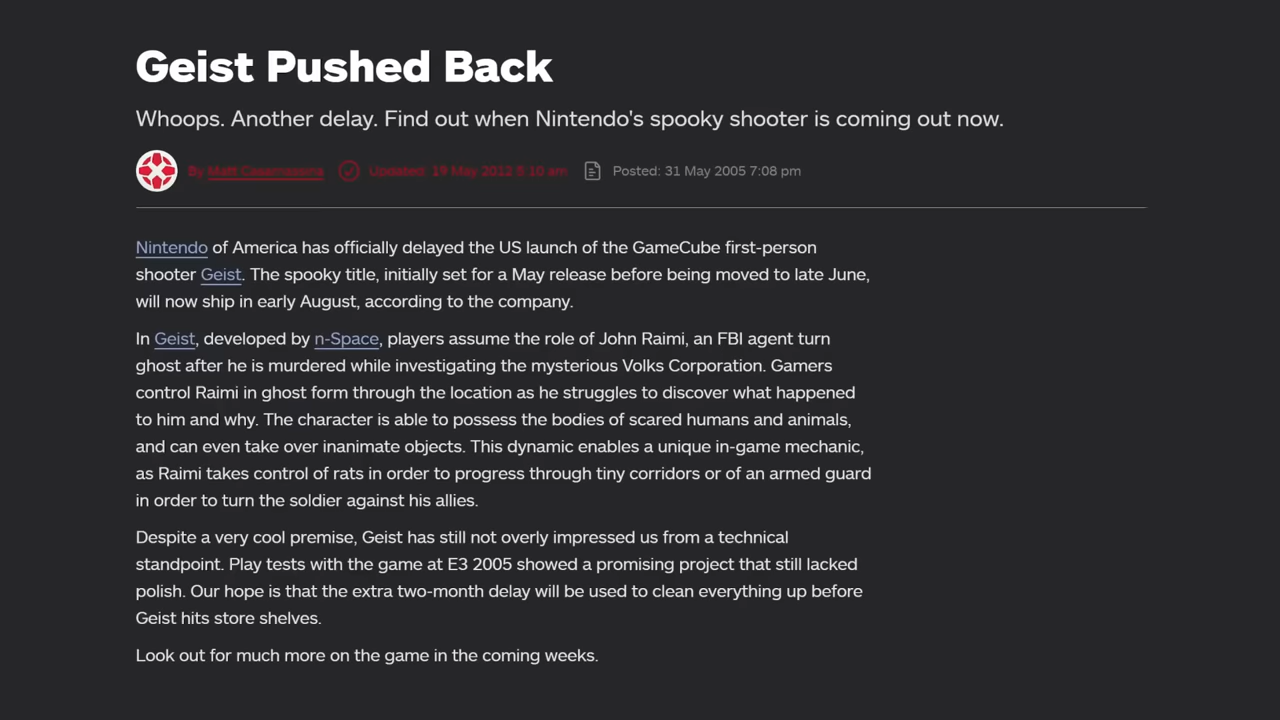 Geist Pushed Back
Whoops. Another delay. Find out when Nintendo's spooky shooter is coming out now.
By Matt Casamassina Updated: 19 May 2012 5:10 am Posted: 31 May 2005 7:08 pm
Nintendo of America has officially delayed the US launch of the GameCube first-person
shooter Geist. The spooky title, initially set for a May release before being moved to late June,
will now ship in early August, according to the company.
In Geist, developed by n-Space, players assume the role of John Raimi, an FBI agent turn
ghost after he is murdered while investigating the mysterious Volks Corporation. Gamers
control Raimi in ghost form through the location as he struggles to discover what happened
to him and why. The character is able to possess the bodies of scared humans and animals,
and can even take over inanimate objects. This dynamic enables a unique in-game mechanic,
as Raimi takes control of rats in order to progress through tiny corridors or of an armed guard
in order to turn the soldier against his allies.
Despite a very cool premise, Geist has still not overly impressed us from a technical
standpoint. Play tests with the game at E3 2005 showed a promising project that still lacked
polish. Our hope is that the extra two-month delay will be used to clean everything up before
Geist hits store shelves.
Look out for much more on the game in the coming weeks.